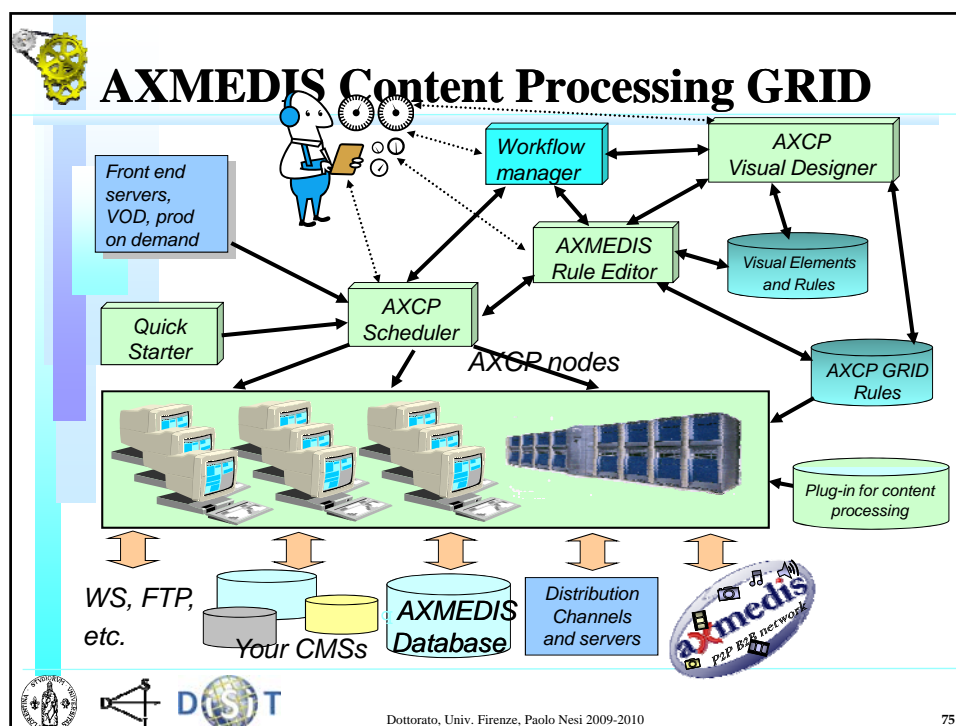 AXMEDIS Content Processing GRID
Front end
servers,
VOD, prod
on demand
Workflow
manager
AXCP
Visual Designer
AXMEDIS
Rule Editor
Visual Elements
and Rules
AXCP
Scheduler
Quick
Starter
AXCP nodes
AXCP GRID
Rules
Plug-in for content
processing
WS, FTP,
etc.
Your CMSs
AXMEDIS
Database
Distribution
Channels
and servers
axmedis
P2P B2B network
DISIT
Dottorato, Univ. Firenze, Paolo Nesi 2009-2010
75